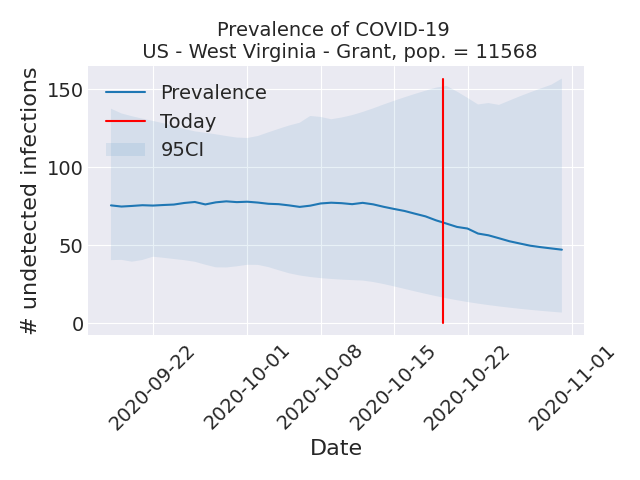 Prevalence of COVID-19
US - West Virginia - Grant, pop. = 11568
# undetected infections
150
100
50
0
Prevalence
Today
95CI
2020-09-22
2020-10-01
2020-10-08
2020-10-15
2020-10-22
2020-11-01
Date